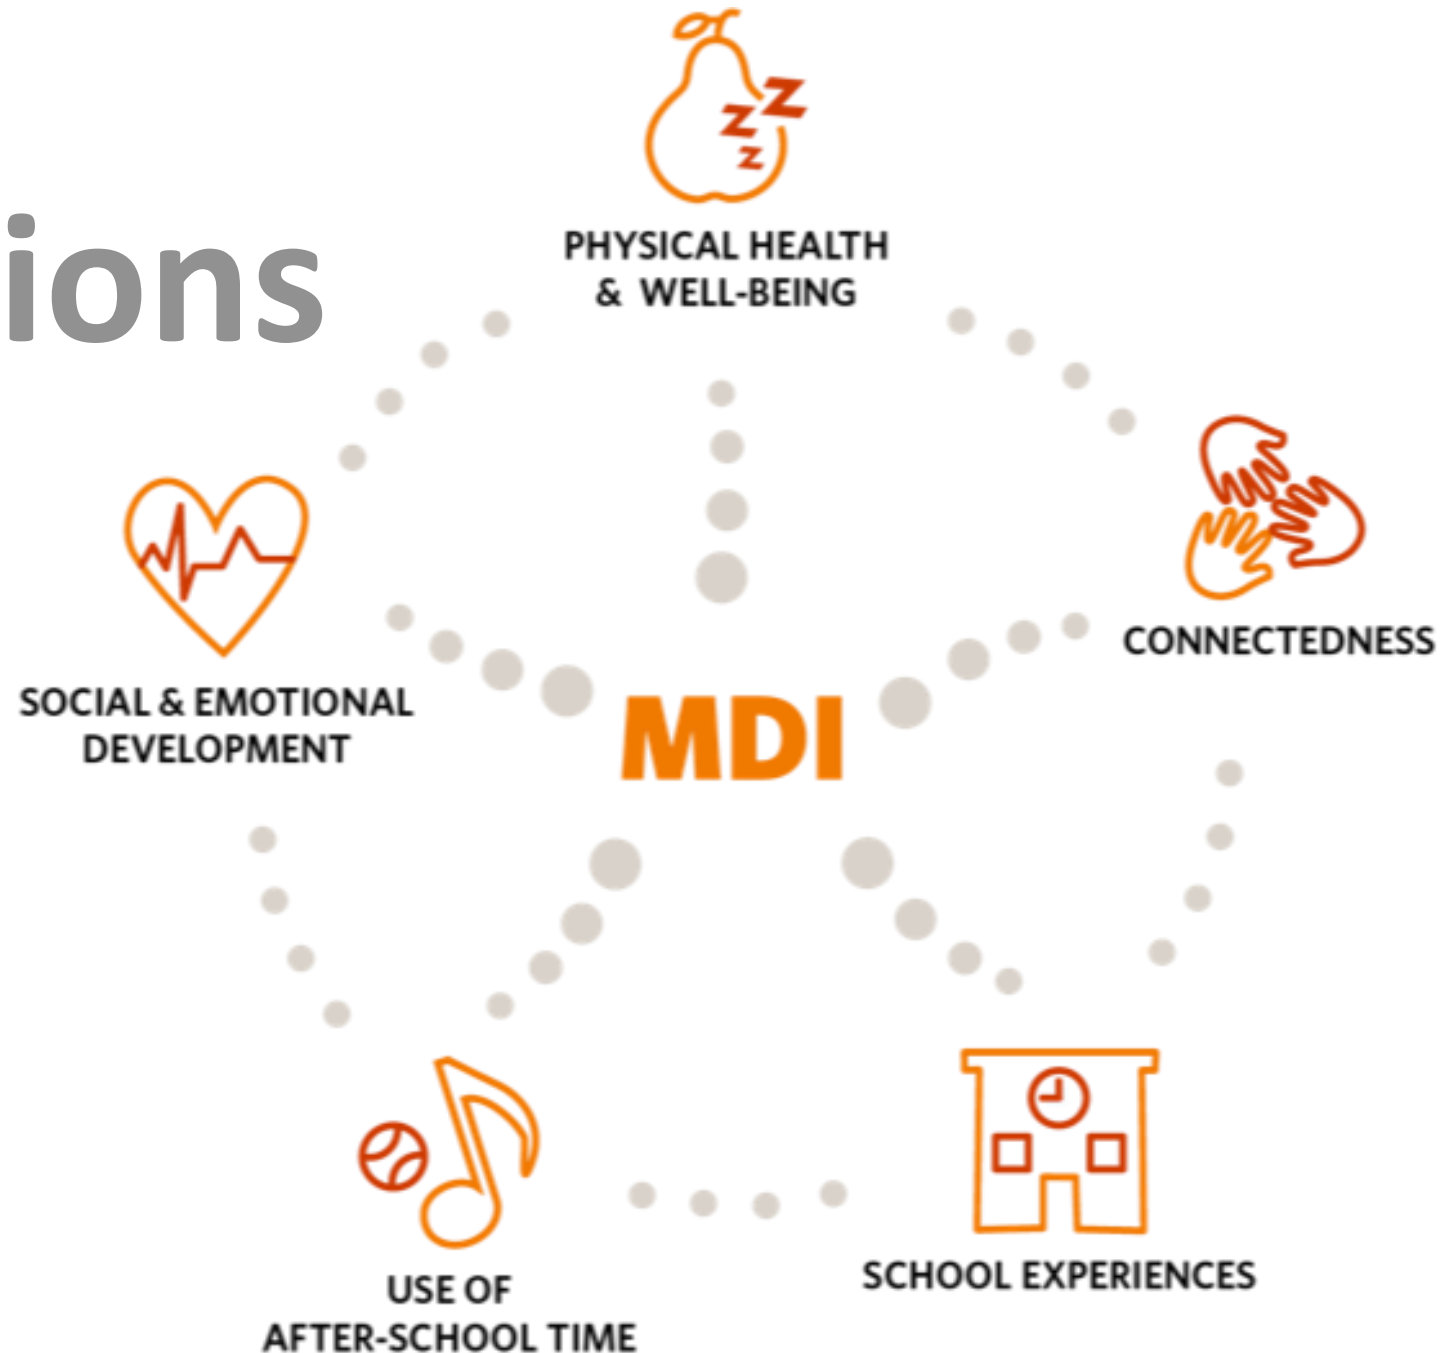 PHYSICAL HEALTH
& WELL-BEING
ions
CONNECTEDNESS
SOCIAL & EMOTIONAL
DEVELOPMENT
MDI
SCHOOL EXPERIENCES
USE OF
AFTER-SCHOOL TIME
z
z
z